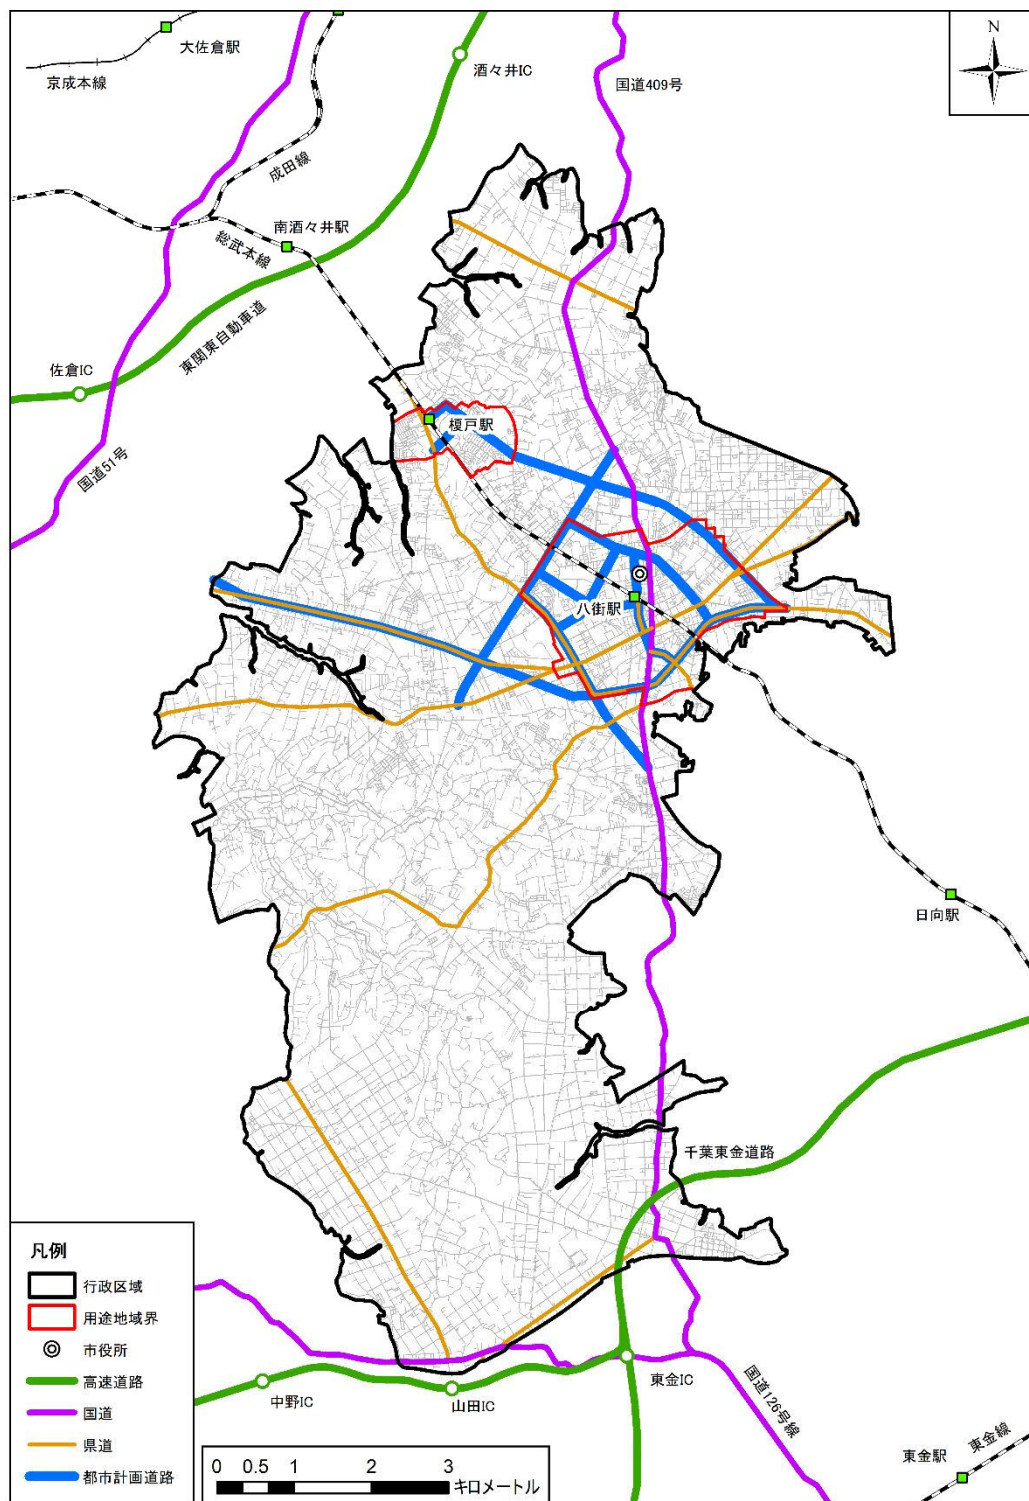 N
大佐倉駅
京成本線
酒々井IC
国道409号
成田線
南酒々井駅
総武本線
東関東自動車道
佐倉IC
国道51号
榎戸駅
八街駅
日向駅
千葉東金道路
凡例
行政区域
用途地域界
市役所
高速道路
国道
県道
都市計画道路
中野IC
山田IC
東金IC
国道126号線
東金駅
東金線
0 0.5 1 2 3
キロメートル